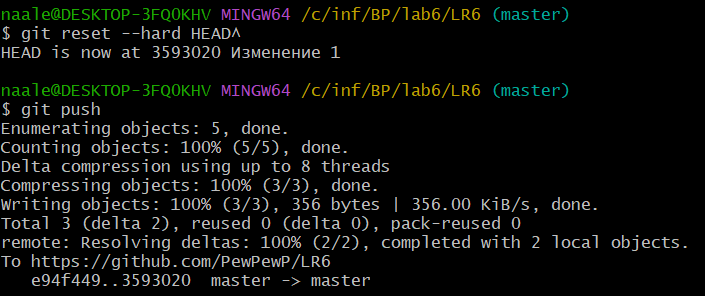 naale@DESKTOP-3FQ0KHV MINGW64 /c/inf/BP/lab6/LR6 (master)
$ git reset --hard HEAD^
HEAD is now at 3593020 Изменение 1
naale@DESKTOP-3FQ0KHV MINGW64 /c/inf/BP/lab6/LR6 (master)
$ git push
Enumerating objects: 5, done.
Counting objects: 100% (5/5), done.
Delta compression using up to 8 threads
Compressing objects: 100% (3/3), done.
Writing objects: 100% (3/3), 356 bytes | 356.00 KiB/s, done.
Total 3 (delta 2), reused 0 (delta 0), pack-reused 0
remote: Resolving deltas: 100% (2/2), completed with 2 local objects.
To https://github.com/PewPewP/LR6
   e94f449..3593020  master -> master